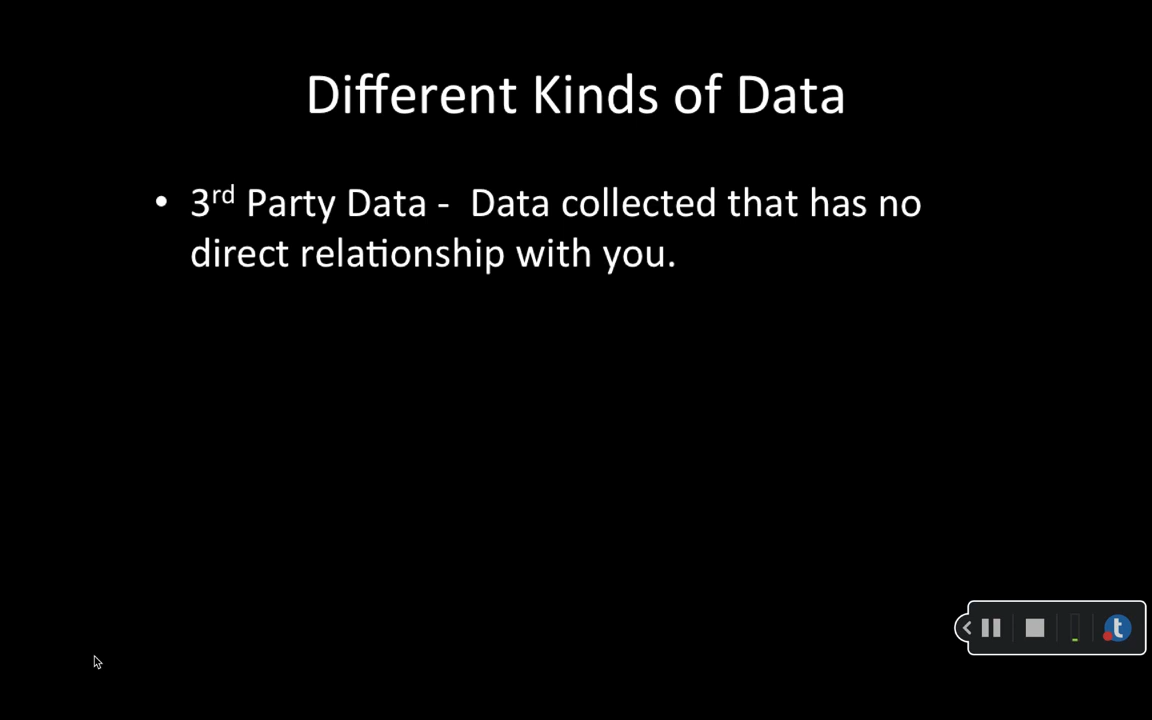 Different Kinds of Data
• 3rd Party Data -  Data collected that has no
direct relationship with you.
t